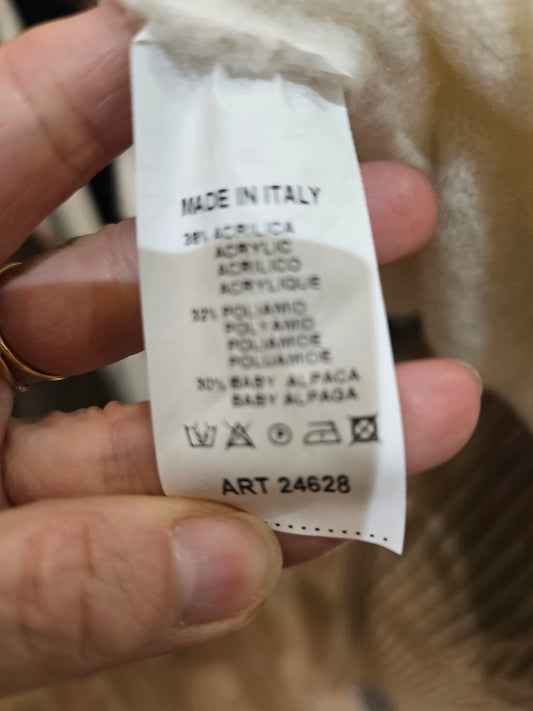 MADE IN ITALY
38% ACRILICA
ACRYLIC
ACRILICO
ACRYLIQUE
32% POLIAMID
POLYAMID
POLIAMIDE
POLUAMIDE
30% BABY ALPACA
BABY ALPAGA
ART 24628